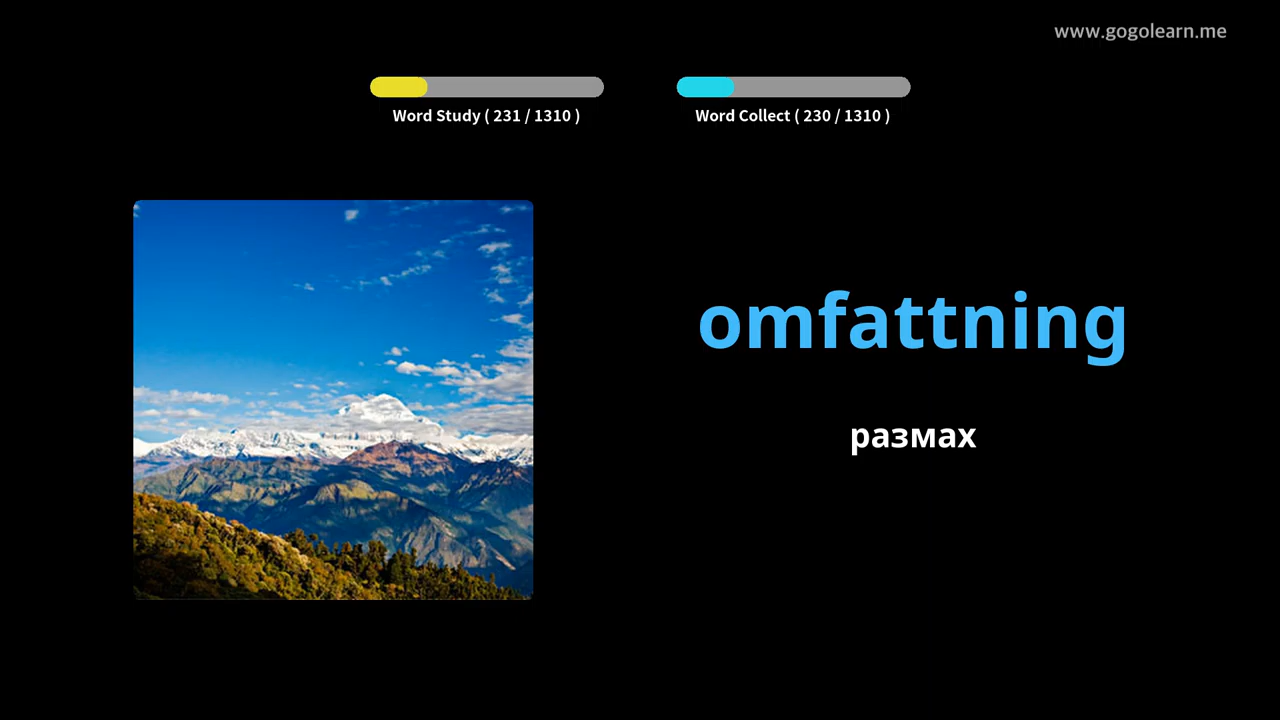 www.gogolearn.me
Word Study ( 231 / 1310 )
Word Collect ( 230 / 1310 )
omfattning
размах